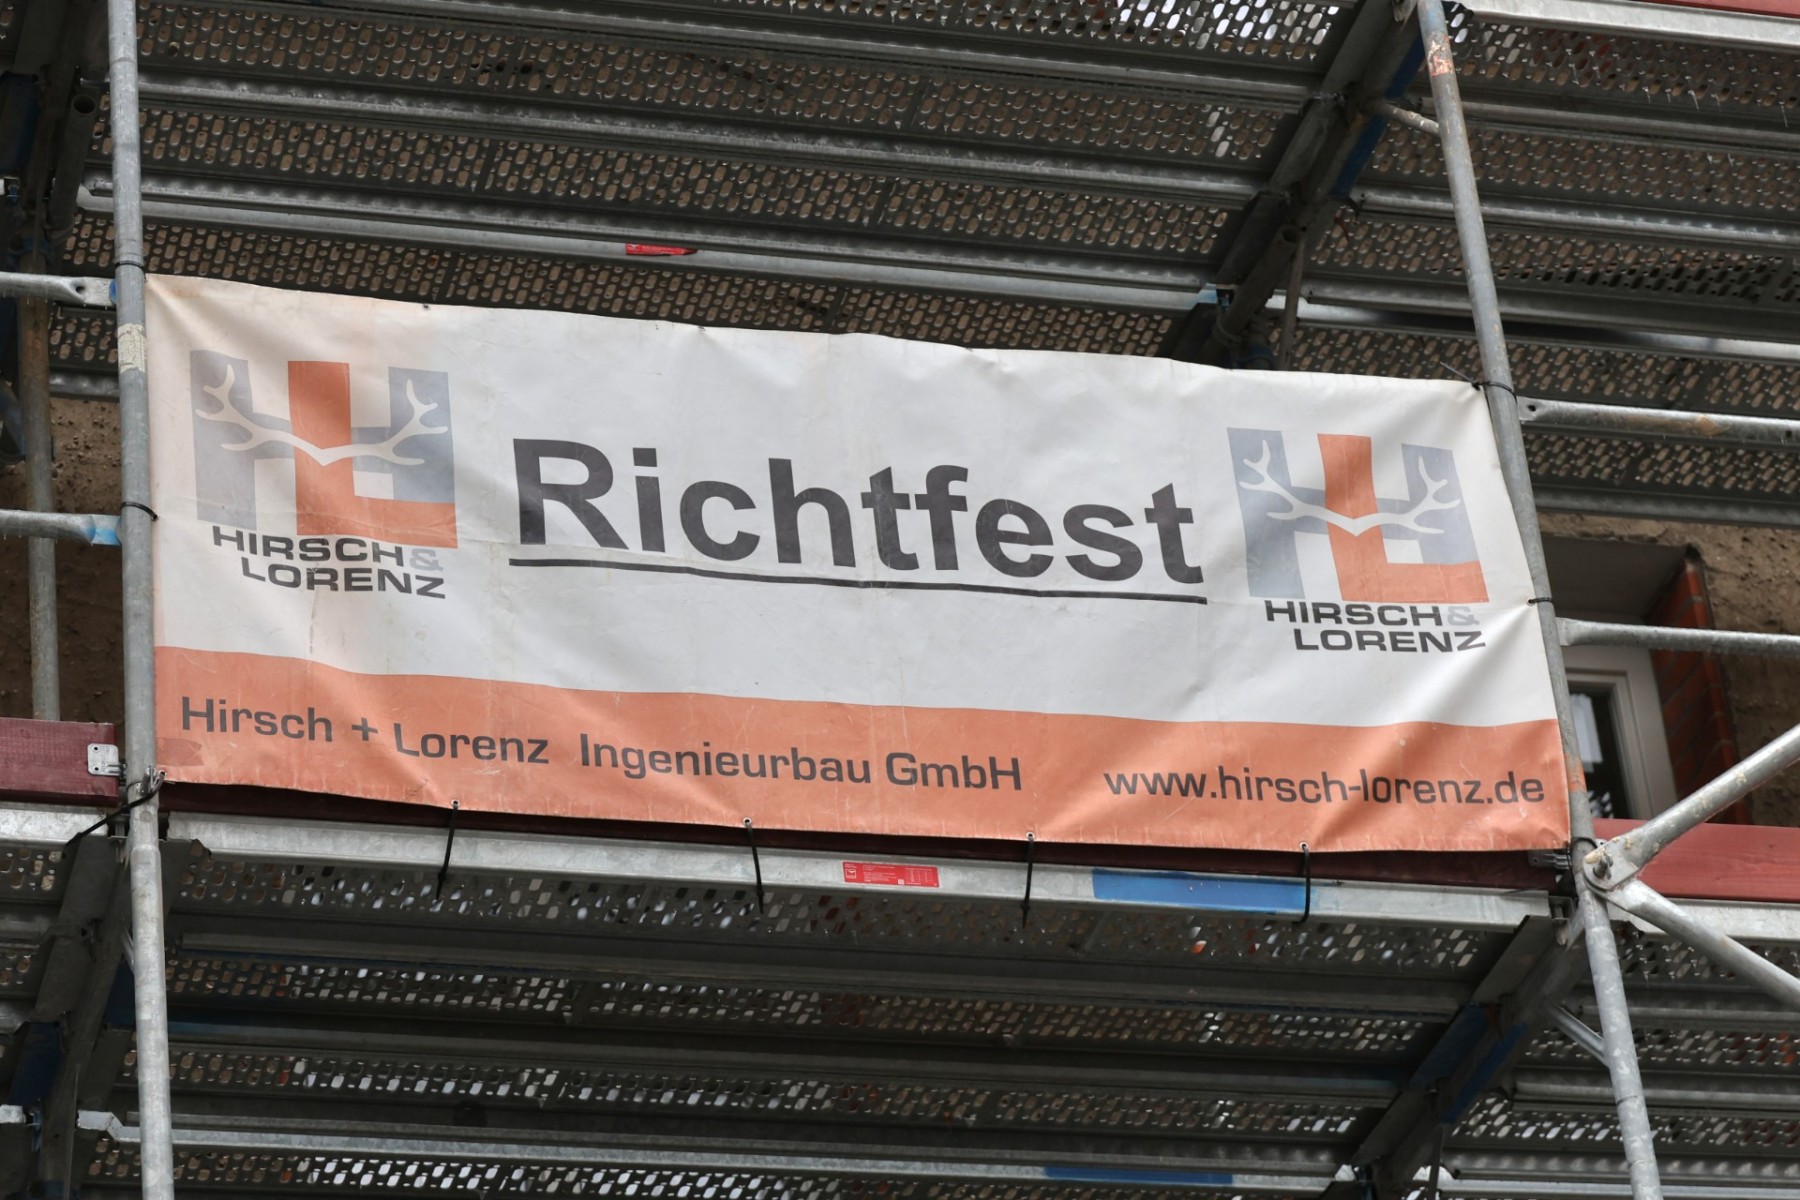 HIRSCH&
LORENZ
Richtfest
HIRSCH&
LORENZ
Hirsch + Lorenz Ingenieurbau GmbH
www.hirsch-lorenz.de